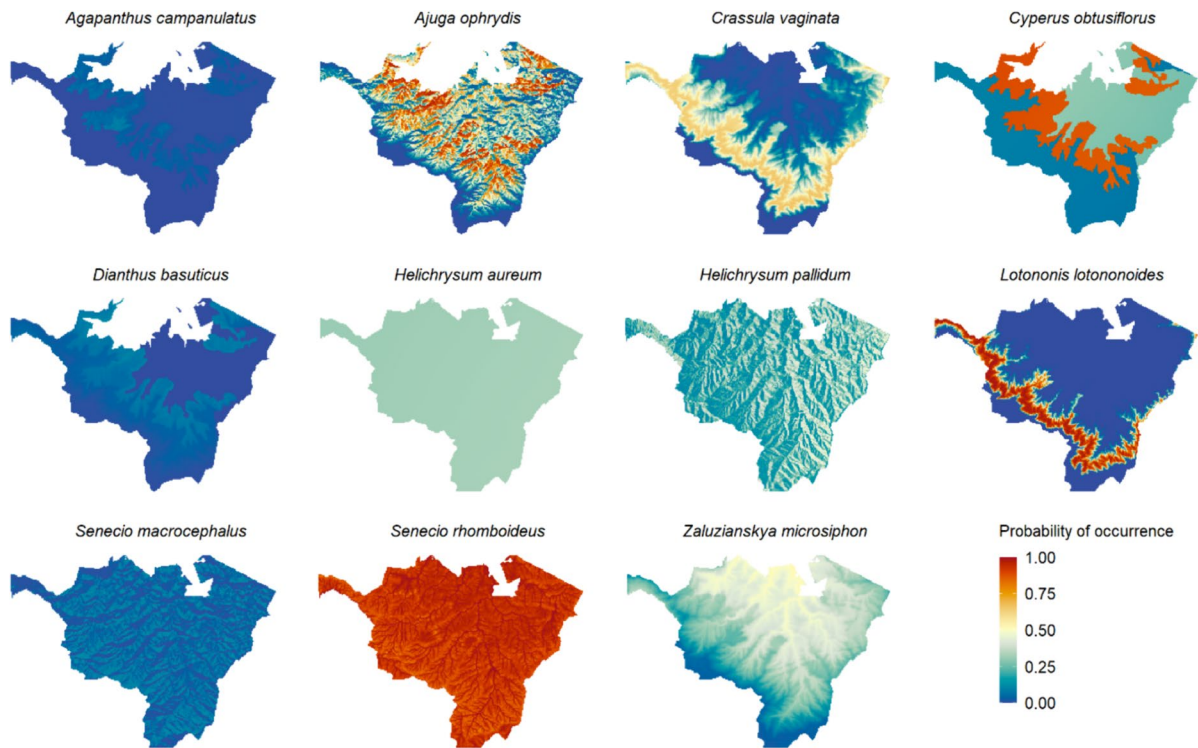 Agapanthus campanulatus
Ajuga ophrydis
Crassula vaginata
Cyperus obtusiflorus
Dianthus basuticus
Helichrysum aureum
Helichrysum pallidum
Lotononis lotononoides
Senecio macrocephalus
Senecio rhomboideus
Zaluzianskya microsiphon
Probability of occurrence
1.00
0.75
0.50
0.25
0.00